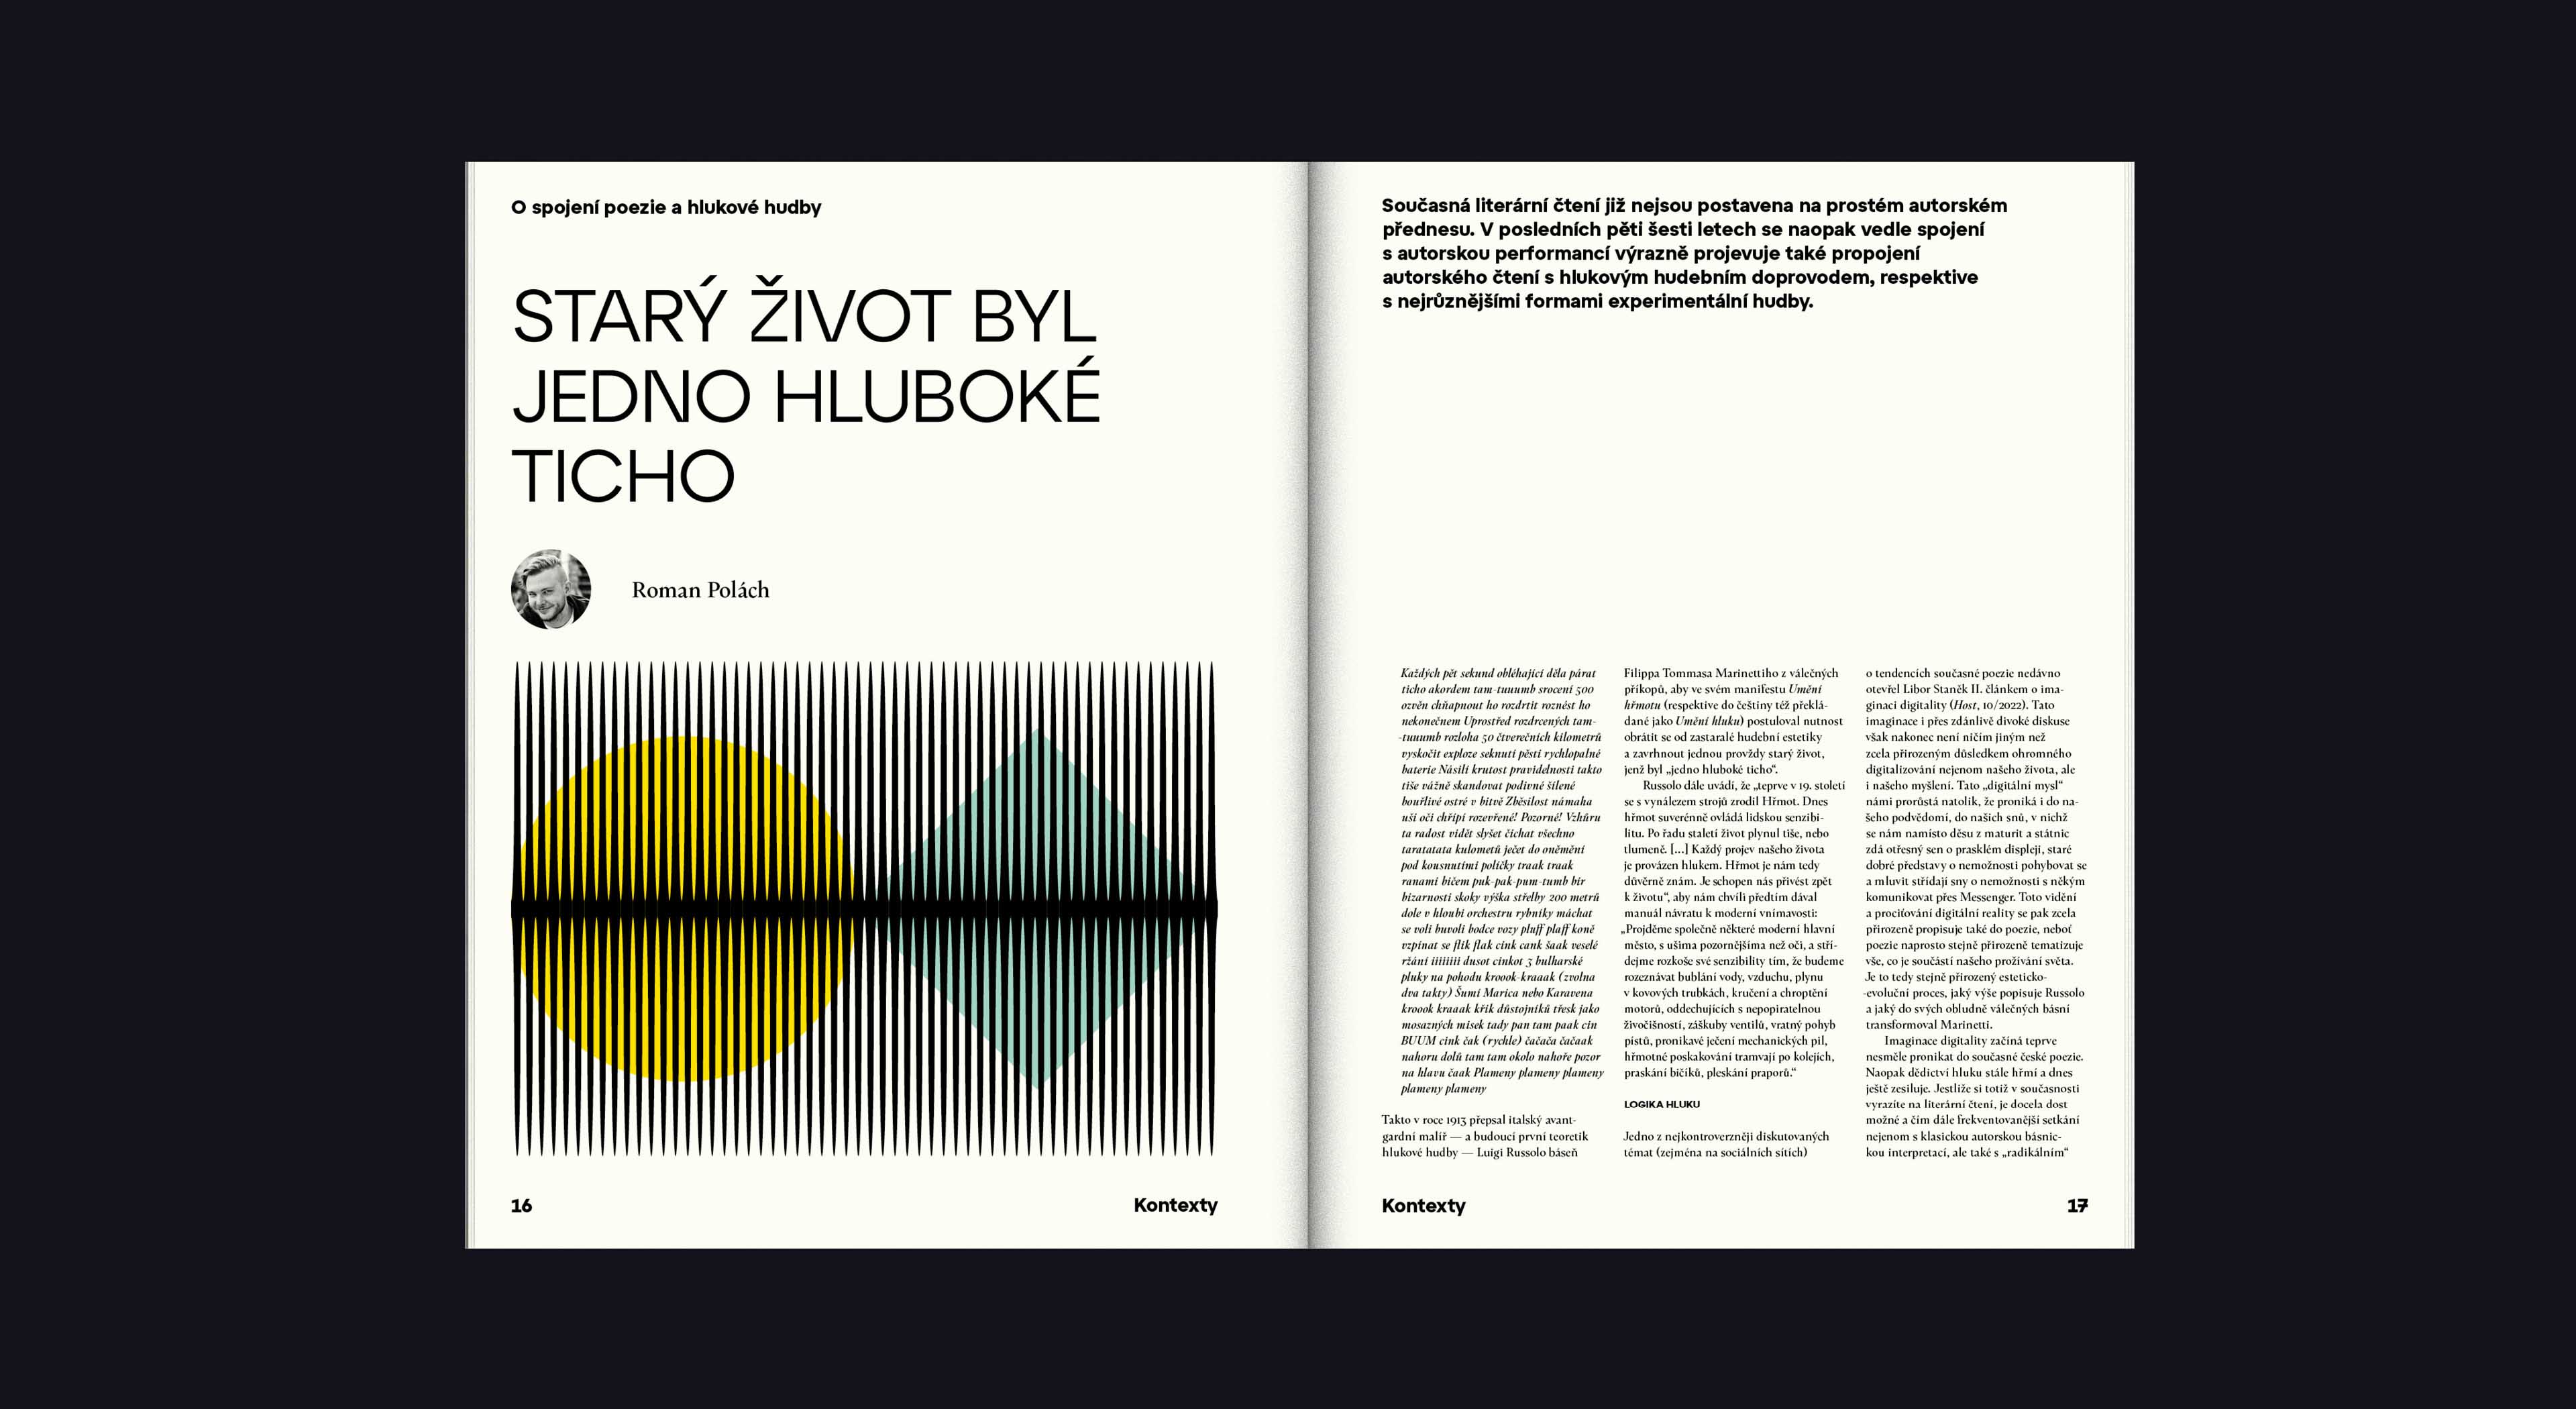 O spojení poezie a hlukové hudby
STARÝ ŽIVOT BYL
JEDNO HLUBOKÉ
TICHO
Roman Polách
16
Kontexty
Současná literární čtení již nejsou postavena na prostém autorském
přednesu. V posledních pěti šesti letech se naopak vedle spojení
s autorskou performancí výrazně projevuje také propojení
autorského čtení s hlukovým hudebním doprovodem, respektive
s nejrůznějšími formami experimentální hudby.
Každých pět sekund obléhající děla párat
ticho akordem tam-tuuumb srocení 500
ozvěn chňapnout ho rozdrtit roznést ho
nekonečnem Uprostřed rozdrcených tam-
-tuuumb rozloha 50 čtverečních kilometrů
vyskočit exploze seknutí pěsti rychlopalné
baterie Násilí krutost pravidelnosti takto
tiše vážně skandovat podivné šílené
bouřlivé ostré v bitvě Zběsilost námaha
uši oči chřípí rozevřené! Pozorné! Vzhůru
ta radost vidět slyšet čichat všechno
taratatata kulometů ječet do oněmění
pod kousnutími políčky traak traak
ranami bičem puk-pak-pum-tumb bír
bizarnosti skoky výška střelby 200 metrů
dole v hloubi orchestru rybníky máchat
se voli buvoli bodce vozy pluff plaff koně
vzpínat se flik flak cink cank šaak veselé
ržání iiiiiiii dusot cinkot 3 bulharské
pluky na pohodu kroook-kraaak (zvolna
dva takty) Šumi Marica nebo Karavena
kroook kraaak křik důstojníků třesk jako
mosazných misek tady pan tam paak cin
BUUM cink čak (rychle) čačača čačaak
nahoru dolů tam tam okolo nahoře pozor
na hlavu čaak Plameny plameny plameny
plameny plameny
Takto v roce 1913 přepsal italský avant-
gardní malíř — a budoucí první teoretik
hlukové hudby — Luigi Russolo báseň
Filippa Tommasa Marinettiho z válečných
příkopů, aby ve svém manifestu Umění
hřmotu (respektive do češtiny též překlá-
dané jako Umění hluku) postuloval nutnost
obrátit se od zastaralé hudební estetiky
a zavrhnout jednou provždy starý život,
jenž byl „jedno hluboké ticho“.
Russolo dále uvádí, že „teprve v 19. století
se s vynálezem strojů zrodil Hřmot. Dnes
hřmot suverénně ovládá lidskou senzibi-
litu. Po řadu staletí život plynul tiše, nebo
tlumeně. […] Každý projev našeho života
je provázen hlukem. Hřmot je nám tedy
důvěrně znám. Je schopen nás přivést zpět
k životu“, aby nám chvíli předtím dával
manuál návratu k moderní vnímavosti:
„Projděme společně některé moderní hlavní
město, s ušima pozornějšíma než oči, a stří-
dejme rozkoše své senzibility tím, že budeme
rozeznávat bublání vody, vzduchu, plynu
v kovových trubkách, kručení a chroptění
motorů, oddechujících s nepopiratelnou
živočišností, záškuby ventilů, vratný pohyb
pístů, pronikavé ječení mechanických pil,
hřmotné poskakování tramvají po kolejích,
praskání bičíků, pleskání praporů.“
LOGIKA HLUKU
Jedno z nejkontroverzněji diskutovaných
témat (zejména na sociálních sítích)
o tendencích současné poezie nedávno
otevřel Libor Staněk II. článkem o ima-
ginaci digitality (Host, 10/2022). Tato
imaginace i přes zdánlivě divoké diskuse
však nakonec není ničím jiným než
zcela přirozeným důsledkem ohromného
digitalizování nejenom našeho života, ale
i našeho myšlení. Tato „digitální mysl“
námi prorůstá natolik, že proniká i do na-
šeho podvědomí, do našich snů, v nichž
se nám namísto děsu z maturit a státnic
zdá otřesný sen o prasklém displeji, staré
dobré představy o nemožnosti pohybovat se
a mluvit střídají sny o nemožnosti s někým
komunikovat přes Messenger. Toto vidění
a prociťování digitální reality se pak zcela
přirozeně propisuje také do poezie, neboť
poezie naprosto stejně přirozeně tematizuje
vše, co je součástí našeho prožívání světa.
Je to tedy stejně přirozený esteticko-
-evoluční proces, jaký výše popisuje Russolo
a jaký do svých obludně válečných básní
transformoval Marinetti.
Imaginace digitality začíná teprve
nesměle pronikat do současné české poezie.
Naopak dědictví hluku stále hřmí a dnes
ještě zesiluje. Jestliže si totiž v současnosti
vyrazíte na literární čtení, je docela dost
možné a čím dále frekventovanější setkání
nejenom s klasickou autorskou básnic-
kou interpretací, ale také s „radikálním“
Kontexty
17